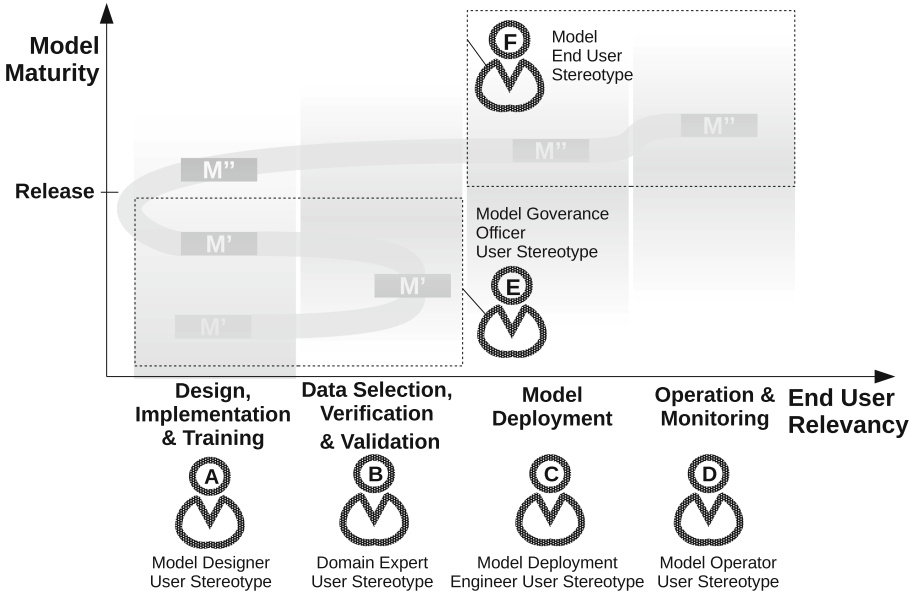 Model
Maturity
F
Model
End User
Stereotype
M’’
M’’
M’’
Release
Model Goverance
Officer
User Stereotype
M’
M’
E
M’
Design,
Implementation
& Training
Data Selection,
Verification
& Validation
Model
Deployment
Operation &
Monitoring
End User
Relevancy
A
B
C
D
Model Designer
User Stereotype
Domain Expert
User Stereotype
Model Deployment
Engineer User Stereotype
Model Operator
User Stereotype